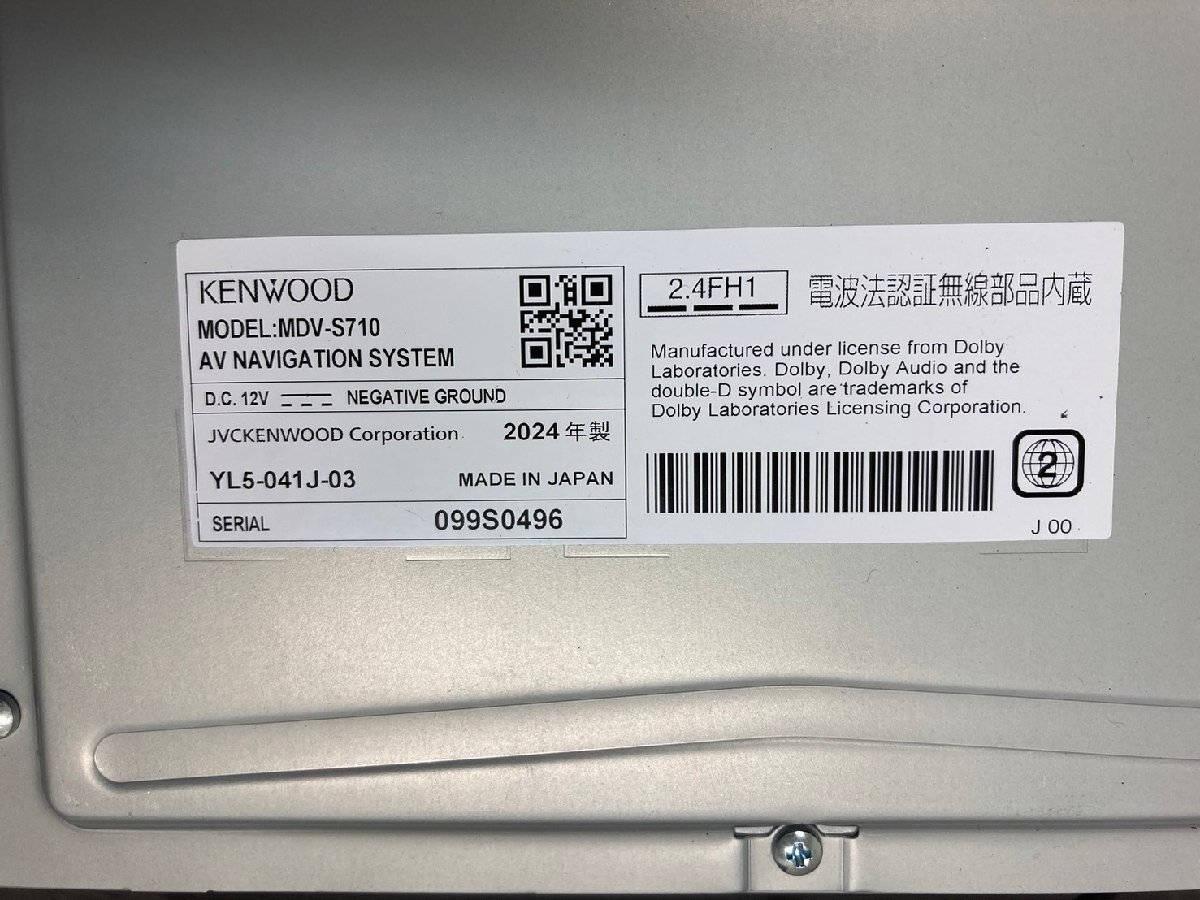 KENWOOD
MODEL:MDV-S710
AV NAVIGATION SYSTEM
D.C. 12V NEGATIVE GROUND
JVCKENWOOD Corporation 2024 年製
YL5-041J-03 MADE IN JAPAN
SERIAL 099S0496
2.4FH1 電波法認証無線部品内蔵
Manufactured under license from Dolby
Laboratories. Dolby, Dolby Audio and the
double-D symbol are trademarks of
Dolby Laboratories Licensing Corporation.
2
J 00